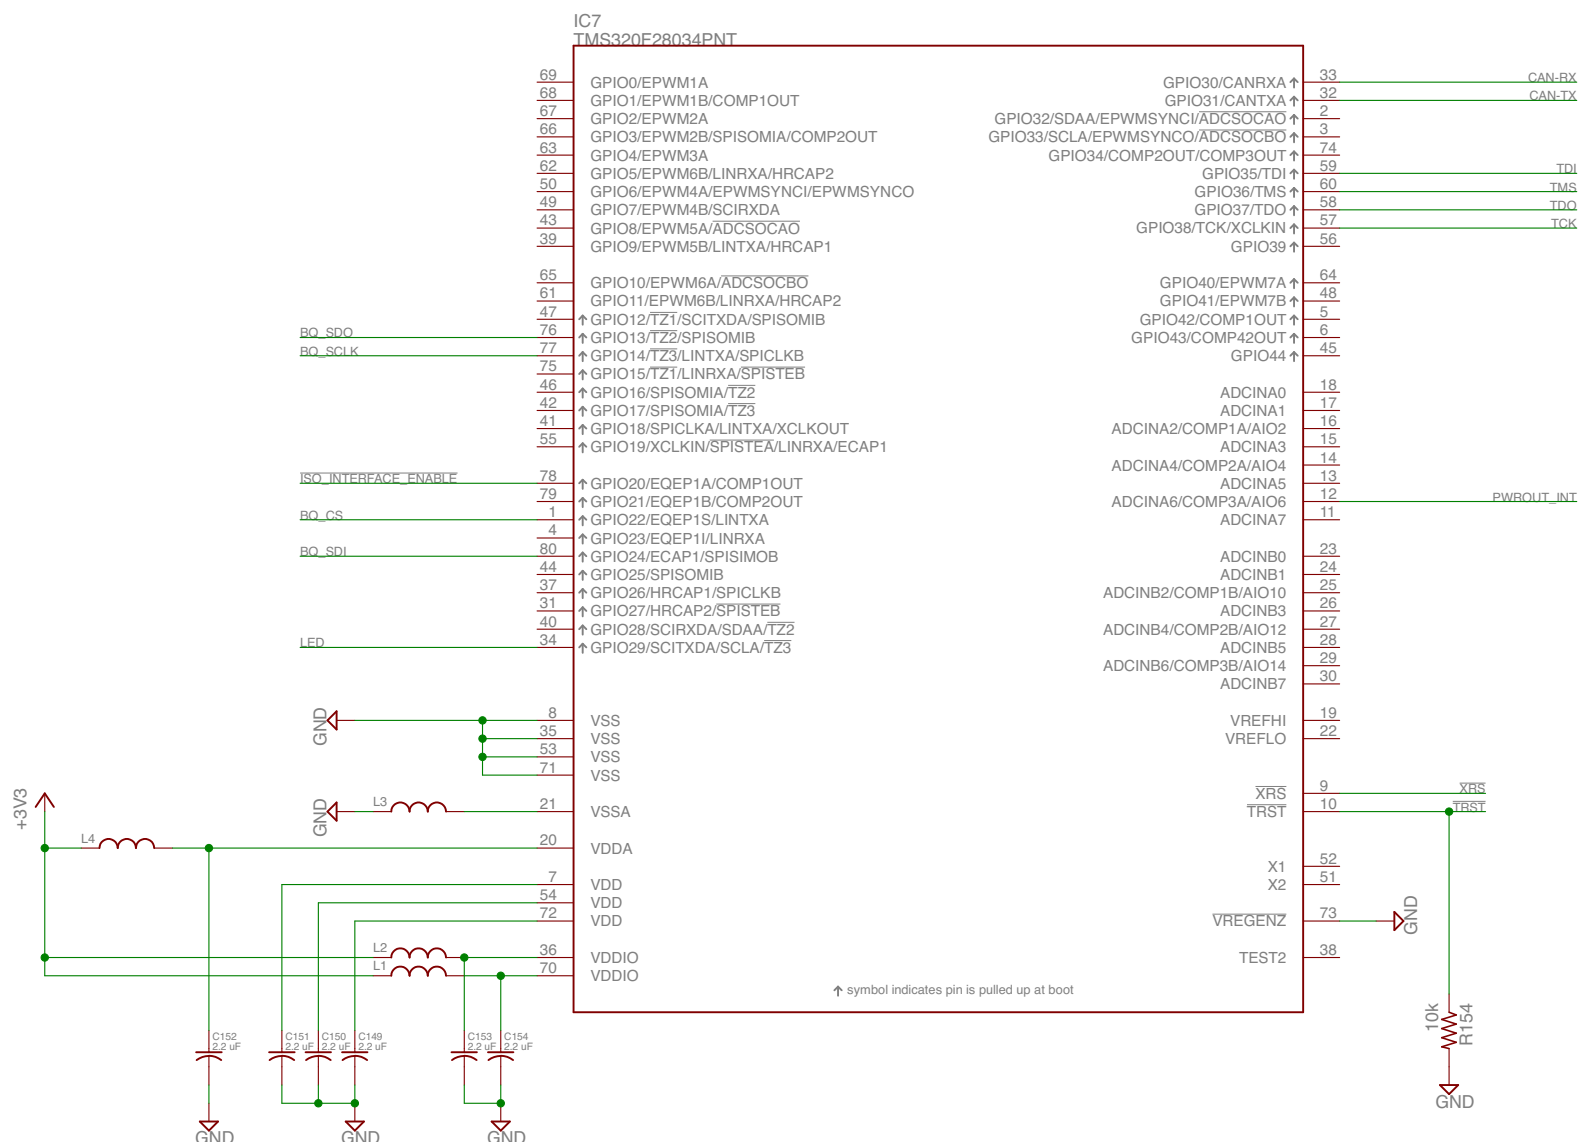 IC7
TMS320F28034PNT
69 GPIO0/EPWM1A
68 GPIO1/EPWM1B/COMP1OUT
67 GPIO2/EPWM2A
66 GPIO3/EPWM2B/SPISOMIA/COMP2OUT
63 GPIO4/EPWM3A
62 GPIO5/EPWM6B/LINRXA/HRCAP2
50 GPIO6/EPWM4A/EPWMSYNCI/EPWMSYNCO
49 GPIO7/EPWM4B/SCIRXDA
43 GPIO8/EPWM5A/ADCSOCAO
39 GPIO9/EPWM5B/LINTXA/HRCAP1
65 GPIO10/EPWM6A/ADCSOCBO
61 GPIO11/EPWM6B/LINRXA/HRCAP2
47 ↑ GPIO12/TZ1/SCITXDA/SPISOMIB
BQ_SDO 76 ↑ GPIO13/TZ2/SPISOMIB
BQ_SCLK 77 ↑ GPIO14/TZ3/LINTXA/SPICLKB
75 ↑ GPIO15/TZ1/LINRXA/SPISTEB
46 ↑ GPIO16/SPISOMIA/TZ2
42 ↑ GPIO17/SPISOMIA/TZ3
41 ↑ GPIO18/SPICLKA/LINTXA/XCLKOUT
55 ↑ GPIO19/XCLKIN/SPISTEA/LINRXA/ECAP1
ISO_INTERFACE_ENABLE 78 ↑ GPIO20/EQEP1A/COMP1OUT
79 ↑ GPIO21/EQEP1B/COMP2OUT
BQ_CS 1 ↑ GPIO22/EQEP1S/LINTXA
4 ↑ GPIO23/EQEP1I/LINRXA
BQ_SDI 80 ↑ GPIO24/ECAP1/SPISIMOB
44 ↑ GPIO25/SPISOMIB
37 ↑ GPIO26/HRCAP1/SPICLKB
31 ↑ GPIO27/HRCAP2/SPISTEB
40 ↑ GPIO28/SCIRXDA/SDAA/TZ2
LED 34 ↑ GPIO29/SCITXDA/SCLA/TZ3
GND 8 VSS
35 VSS
53 VSS
71 VSS
GND L3 21 VSSA
+3V3
L4 20 VDDA
7 VDD
54 VDD
72 VDD
L2 36 VDDIO
L1 70 VDDIO
GPIO30/CANRXA ↑ 33 CAN-RX
GPIO31/CANTXA ↑ 32 CAN-TX
GPIO32/SDAA/EPWMSYNCI/ADCSOCAO ↑ 2
GPIO33/SCLA/EPWMSYNCO/ADCSOCBO ↑ 3
GPIO34/COMP2OUT/COMP3OUT ↑ 74
GPIO35/TDI ↑ 59 TDI
GPIO36/TMS ↑ 60 TMS
GPIO37/TDO ↑ 58 TDO
GPIO38/TCK/XCLKIN ↑ 57 TCK
GPIO39 ↑ 56
GPIO40/EPWM7A ↑ 64
GPIO41/EPWM7B ↑ 48
GPIO42/COMP1OUT ↑ 5
GPIO43/COMP42OUT ↑ 6
GPIO44 ↑ 45
ADCINA0 18
ADCINA1 17
ADCINA2/COMP1A/AIO2 16
ADCINA3 15
ADCINA4/COMP2A/AIO4 14
ADCINA5 13
ADCINA6/COMP3A/AIO6 12 PWROUT_INT
ADCINA7 11
ADCINB0 23
ADCINB1 24
ADCINB2/COMP1B/AIO10 25
ADCINB3 26
ADCINB4/COMP2B/AIO12 27
ADCINB5 28
ADCINB6/COMP3B/AIO14 29
ADCINB7 30
VREFHI 19
VREFLO 22
XRS 9 XRS
TRST 10 TRST
X1 52
X2 51
VREGENZ 73 GND
TEST2 38
↑ symbol indicates pin is pulled up at boot
C152
2.2 uF
C151
2.2 uF
C150
2.2 uF
C149
2.2 uF
C153
2.2 uF
C154
2.2 uF
10k
R154
GND
GND
GND
GND